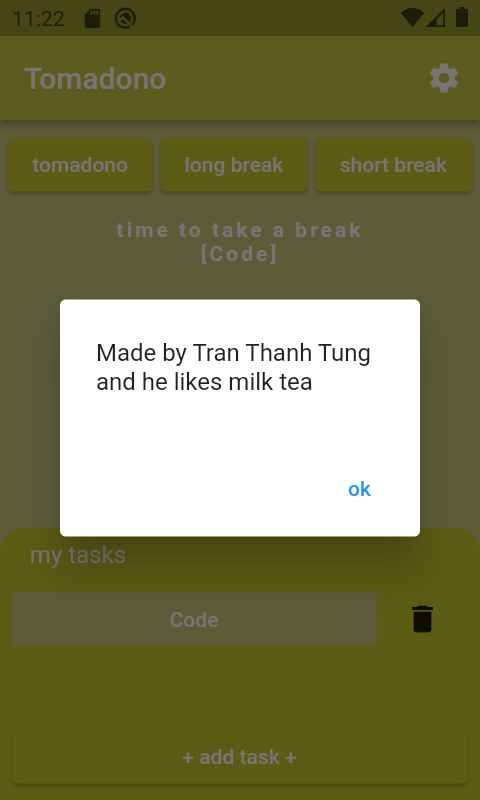 11:22
Tomadono
tomadono
long break
short break
time to take a break
[Code]
Made by Tran Thanh Tung
and he likes milk tea
ok
my tasks
Code
+ add task +